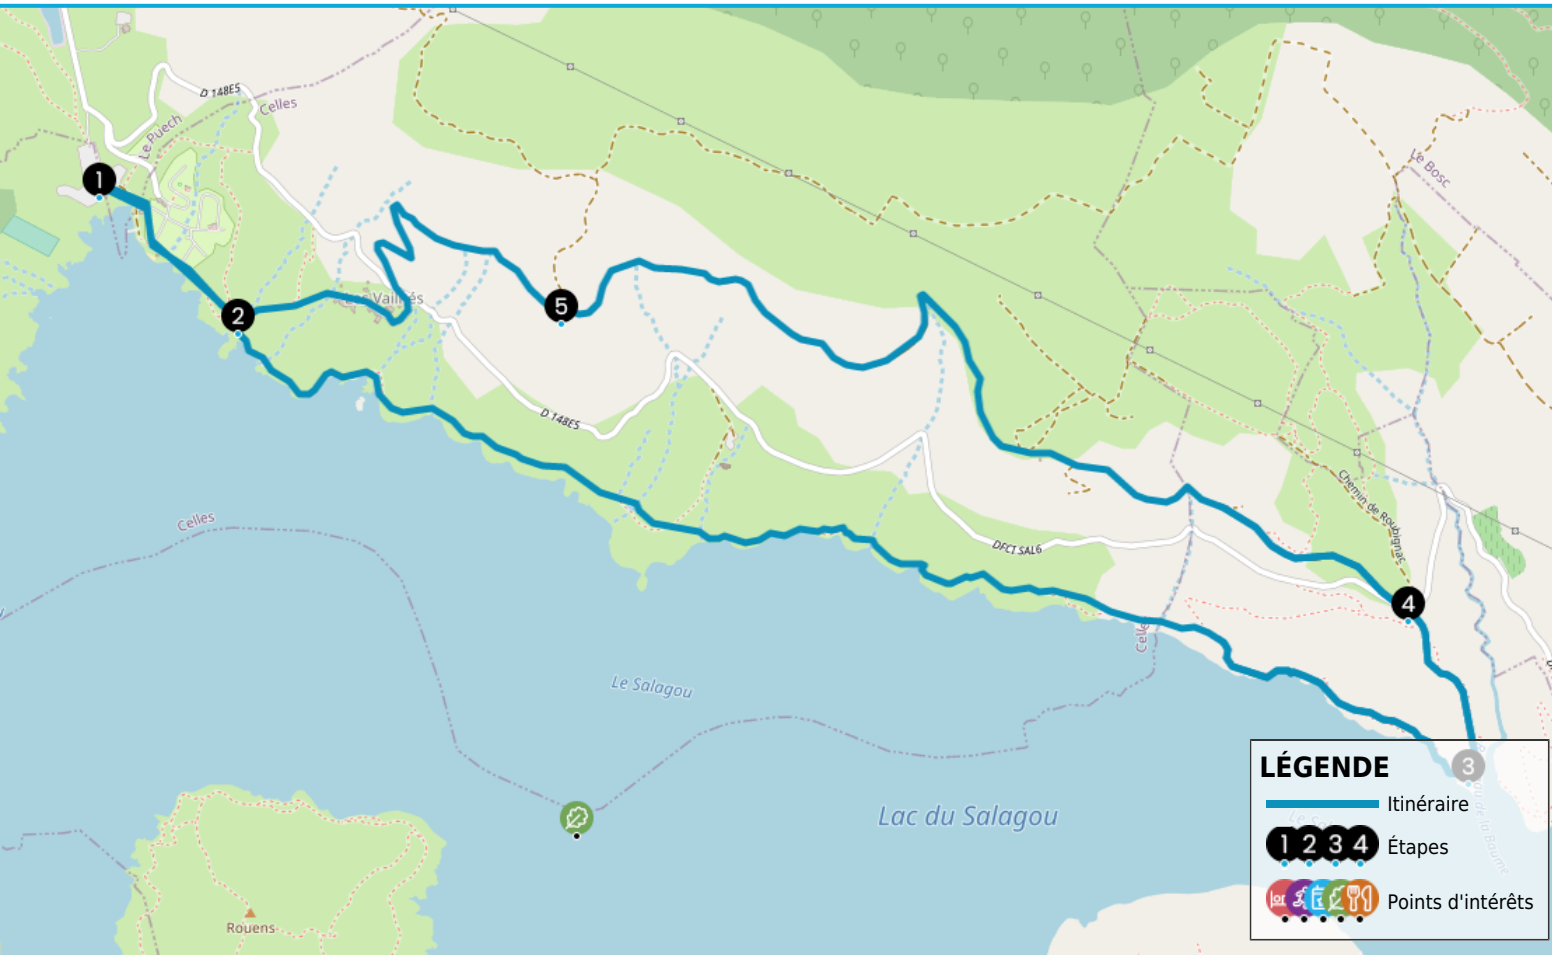 D 148E5
Celles
Le Puech
1
Le Bosc
2
Les Vailhés
5
D 148E5
Chemin de Roubignac
Celles
DFCI SAL6
4
Celles
Le Salagou
LÉGENDE
3
Itinéraire
Lac du Salagou
1 2 3 4 Étapes
Points d'intérêts
Rouens